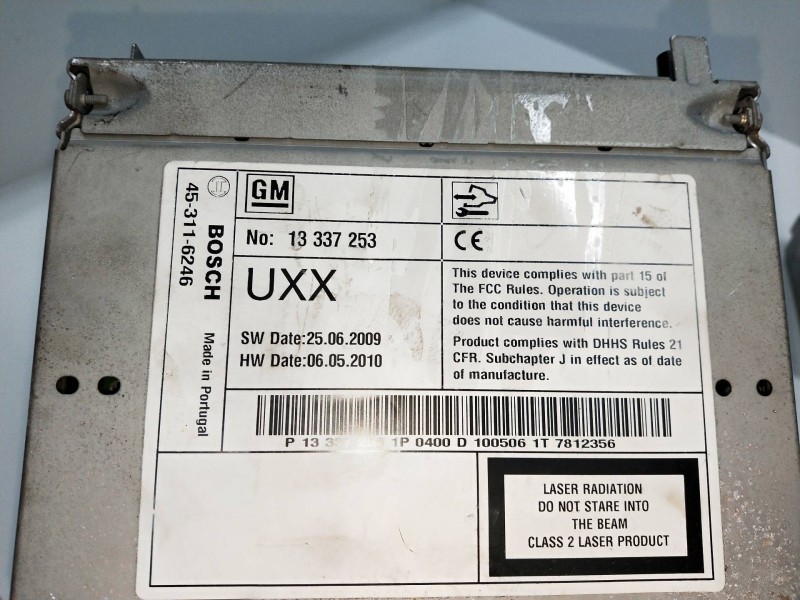 45-311-6246
BOSCH
Made in Portugal
GM
No: 13 337 253
UXX
SW Date:25.06.2009
HW Date:06.05.2010
CE
This device complies with part 15 of
The FCC Rules. Operation is subject
to the condition that this device
does not cause harmful interference.
Product complies with DHHS Rules 21
CFR. Subchapter J in effect as of date
of manufacture.
P 13 337 253 1P 0400 D 100506 1T 7812356
LASER RADIATION
DO NOT STARE INTO
THE BEAM
CLASS 2 LASER PRODUCT